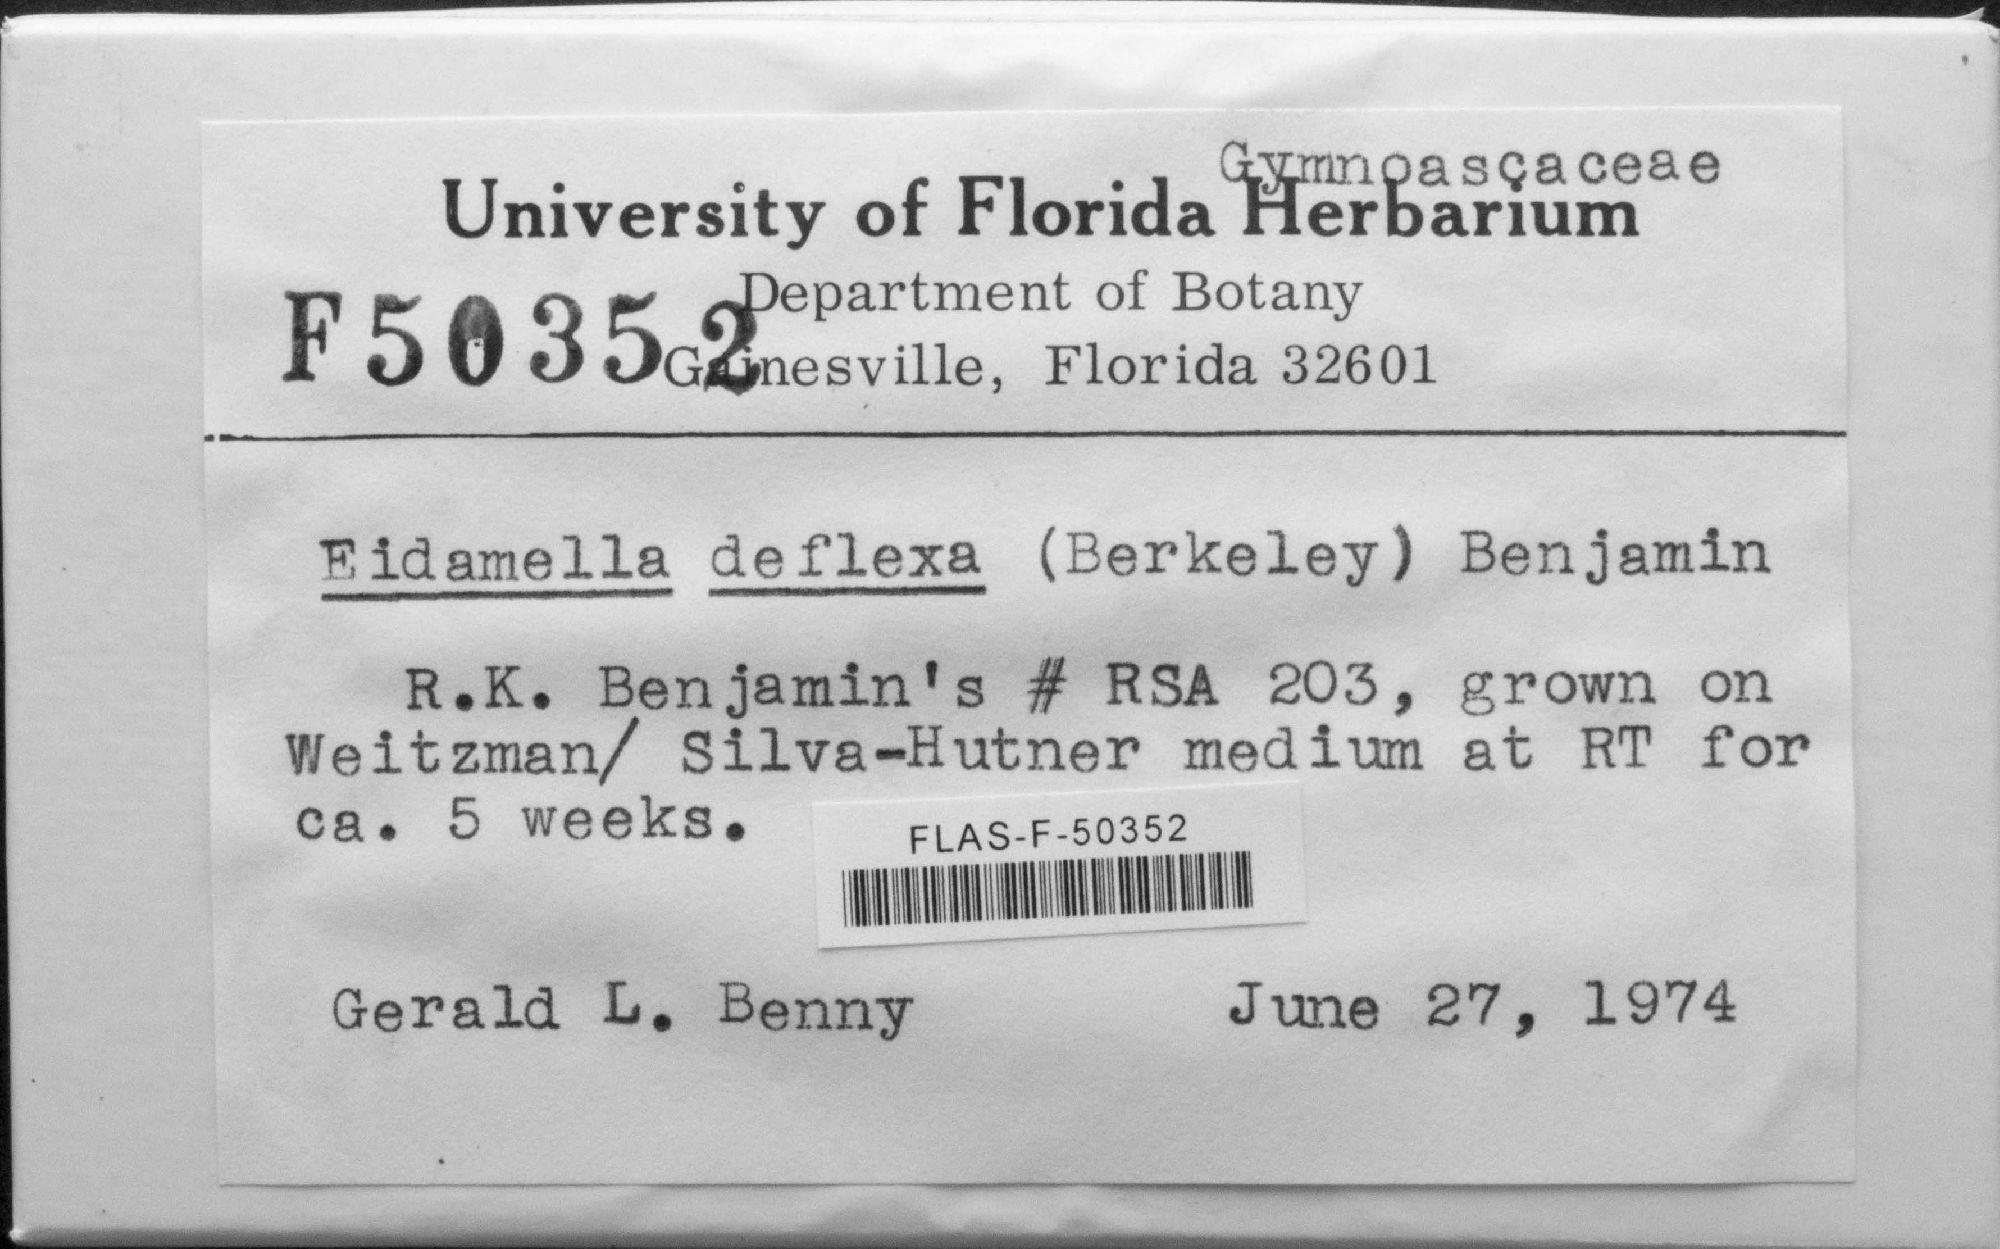 Gymnoascaceae
University of Florida Herbarium
Department of Botany
F50352
Gainesville, Florida 32601
Eidamella deflexa (Berkeley) Benjamin
R.K. Benjamin's # RSA 203, grown on
Weitzman/ Silva-Hutner medium at RT for
ca. 5 weeks.
FLAS-F-50352
Gerald L. Benny June 27, 1974